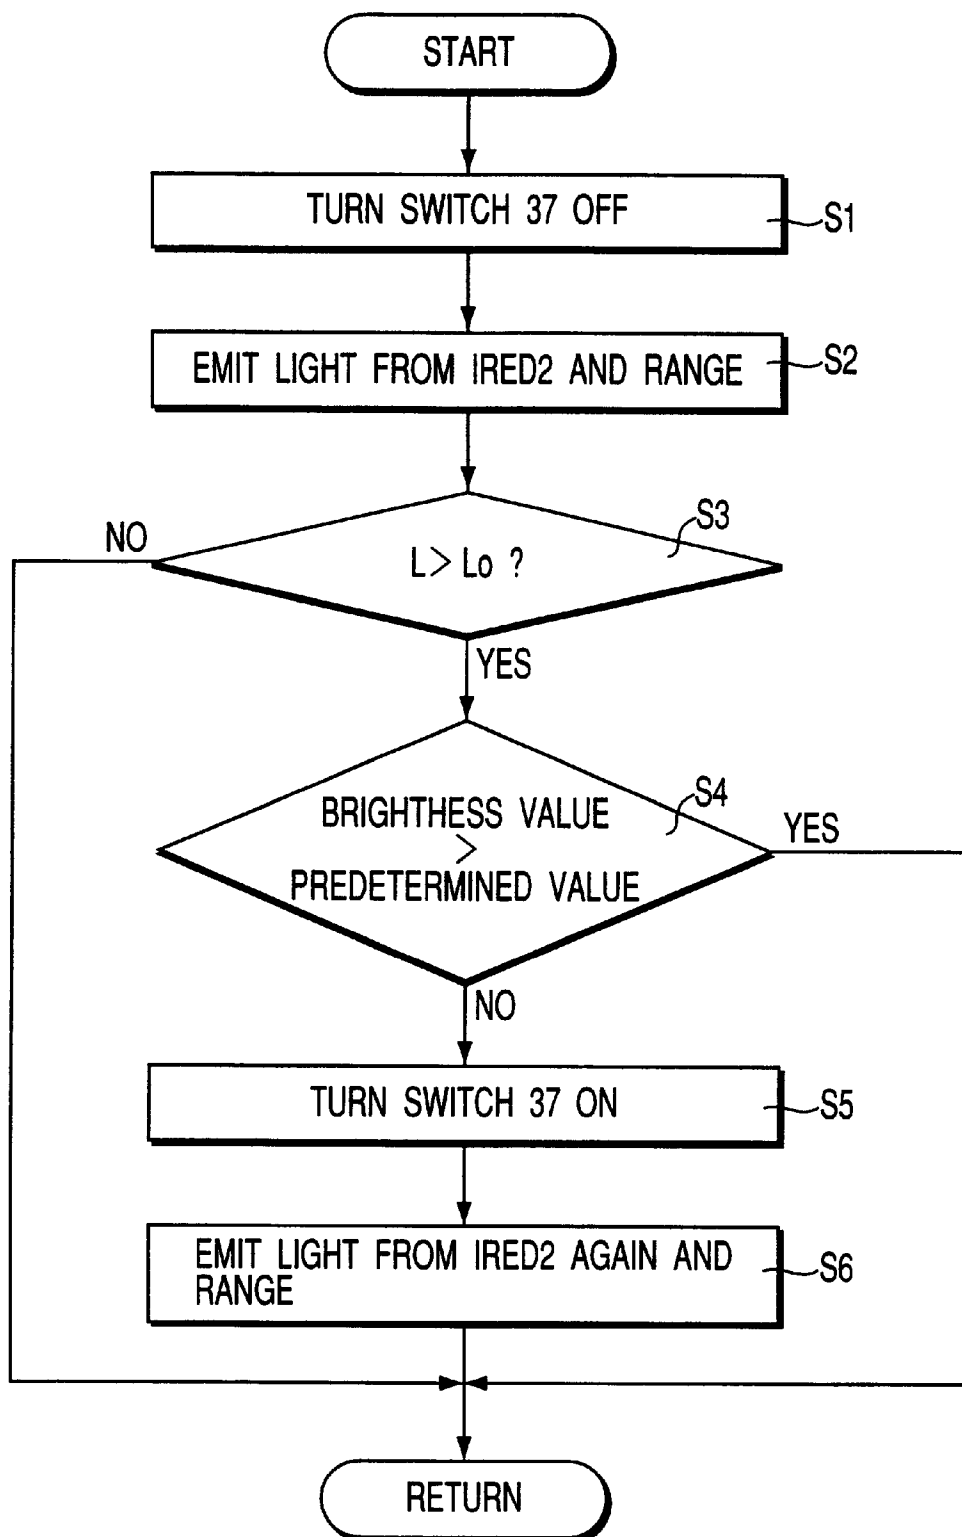 START
TURN SWITCH 37 OFF
S1
EMIT LIGHT FROM IRED2 AND RANGE
S2
NO
L > Lo ?
S3
YES
BRIGHTHESS VALUE
>
PREDETERMINED VALUE
S4
YES
NO
TURN SWITCH 37 ON
S5
EMIT LIGHT FROM IRED2 AGAIN AND
RANGE
S6
RETURN